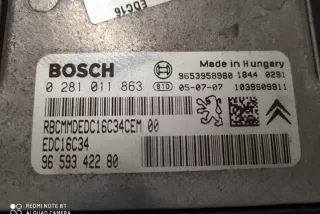 EDC16
BOSCH
Made in Hungary
9653958980 1844 0291
0 281 011 863
810 05-07-07 1039S09911
RBCMMDEDC16C34CEM 00
EDC16C34
96 593 422 80
REDMI NOTE 8T
AI QUAD CAMERA